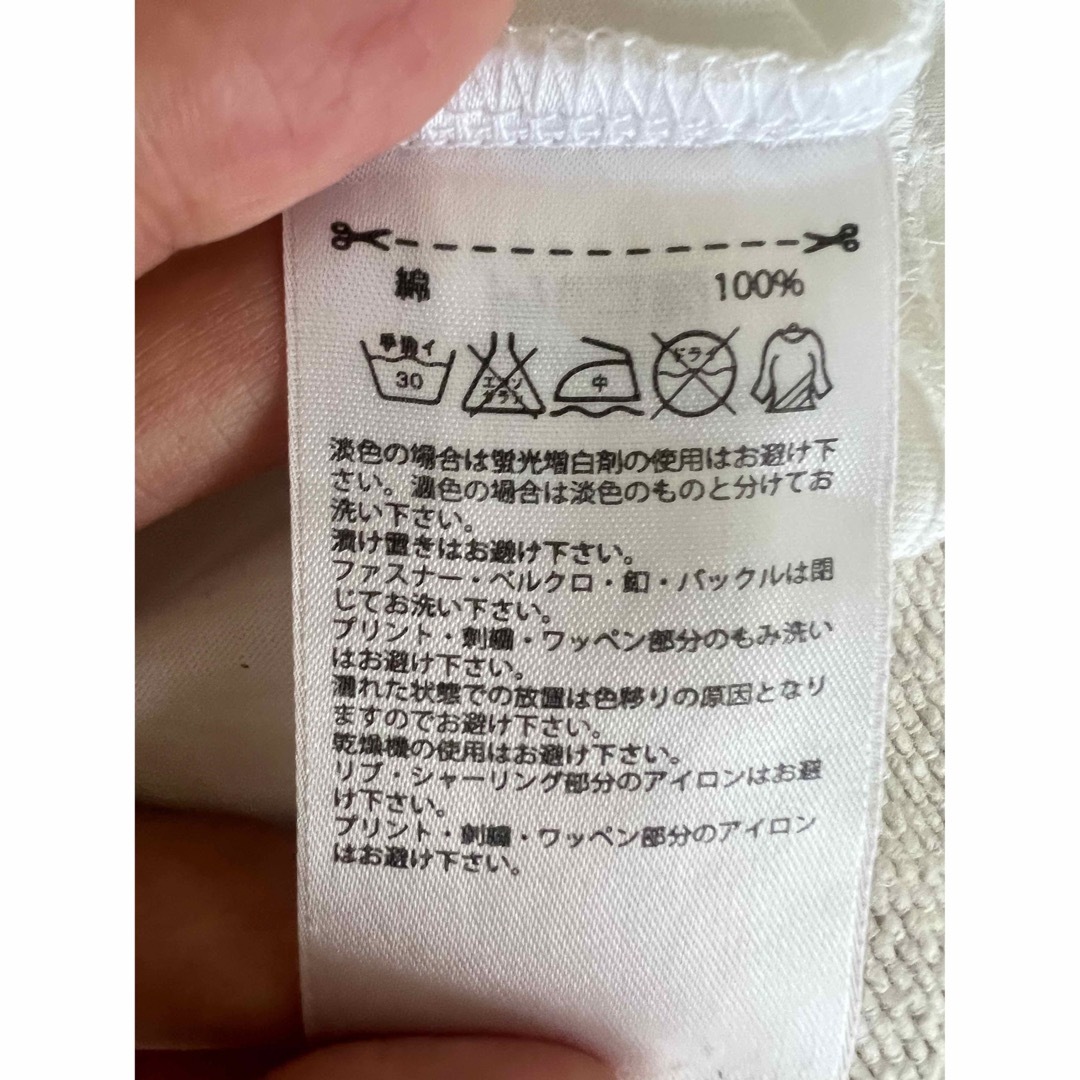 綿 100%
手洗イ エンソ ドライ
30 サラシ 中
淡色の場合は蛍光増白剤の使用はお避け下
さい。濃色の場合は淡色のものと分けてお
洗い下さい。
漬け置きはお避け下さい。
ファスナー・ベルクロ・釦・バックルは閉
じてお洗い下さい。
プリント・刺繍・ワッペン部分のもみ洗い
はお避け下さい。
濡れた状態での放置は色移りの原因となり
ますのでお避け下さい。
乾燥機の使用はお避け下さい。
リブ・シャーリング部分のアイロンはお避
け下さい。
プリント・刺繍・ワッペン部分のアイロン
はお避け下さい。